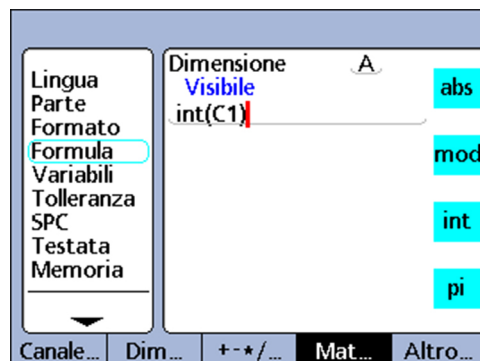 Lingua
Parte
Formato
Formula
Variabili
Tolleranza
SPC
Testata
Memoria
Dimensione A
Visibile
int(C1)
abs
mod
int
pi
Canale... Dim... +-*/... Mat... Altro...